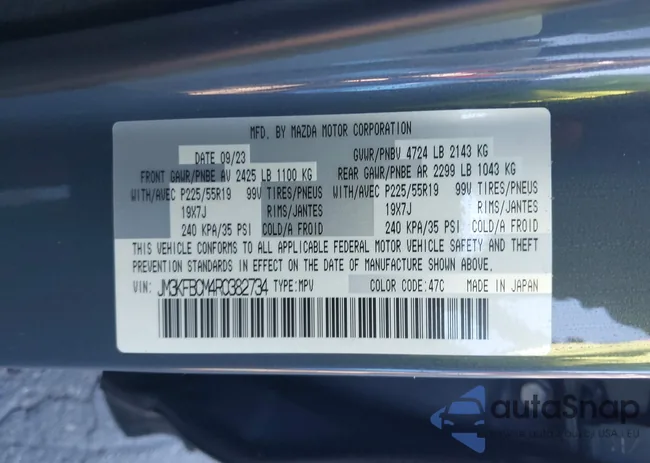 MFD. BY MAZDA MOTOR CORPORATION
DATE 09/23 GVWR/PNBV 4724 LB 2143 KG
FRONT GAWR/PNBE AV 2425 LB 1100 KG REAR GAWR/PNBE AR 2299 LB 1043 KG
WITH/AVEC P225/55R19 99V TIRES/PNEUS WITH/AVEC P225/55R19 99V TIRES/PNEUS
19X7J RIMS/JANTES 19X7J RIMS/JANTES
240 KPA/35 PSI COLD/A FROID 240 KPA/35 PSI COLD/A FROID
THIS VEHICLE CONFORMS TO ALL APPLICABLE FEDERAL MOTOR VEHICLE SAFETY AND THEFT
PREVENTION STANDARDS IN EFFECT ON THE DATE OF MANUFACTURE SHOWN ABOVE.
VIN: JM3KFBCM4R0382734 TYPE:MPV COLOR CODE:47C MADE IN JAPAN
autoSnap